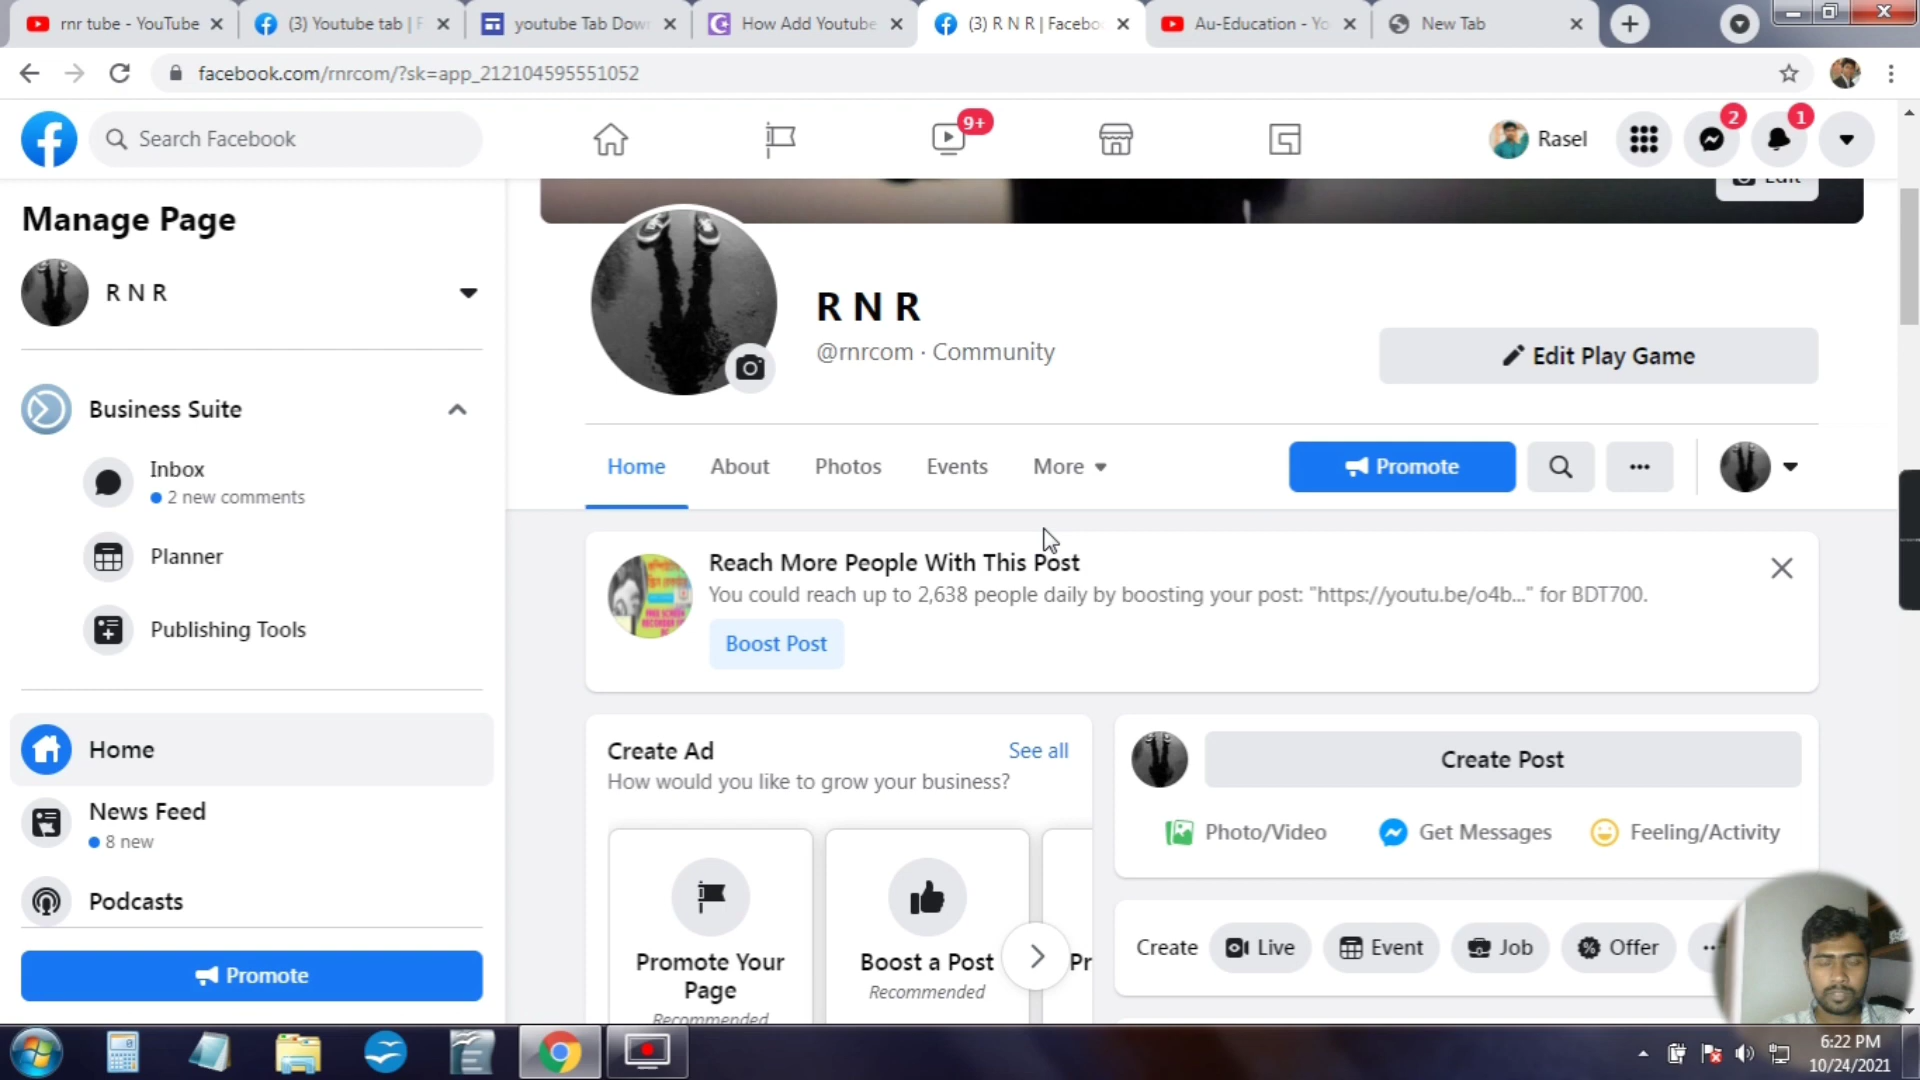 rnr tube - YouTube
(3) Youtube tab | F
youtube Tab Dow
How Add Youtube
(3) R N R | Facebo
Au-Education - Yo
New Tab
facebook.com/rnrcom/?sk=app_212104595551052
Search Facebook
9+
Rasel
2
1
Manage Page
R N R
Business Suite
Inbox
2 new comments
Planner
Publishing Tools
Home
News Feed
8 new
Podcasts
Promote
Edit
R N R
@rnrcom · Community
Edit Play Game
Home About Photos Events More
Promote
Reach More People With This Post
You could reach up to 2,638 people daily by boosting your post: "https://youtu.be/o4b..." for BDT700.
Boost Post
Create Ad
See all
How would you like to grow your business?
Promote Your
Page
Recommended
Boost a Post
Recommended
Pr
Create Post
Photo/Video
Get Messages
Feeling/Activity
Create Live Event Job Offer
6:22 PM
10/24/2021